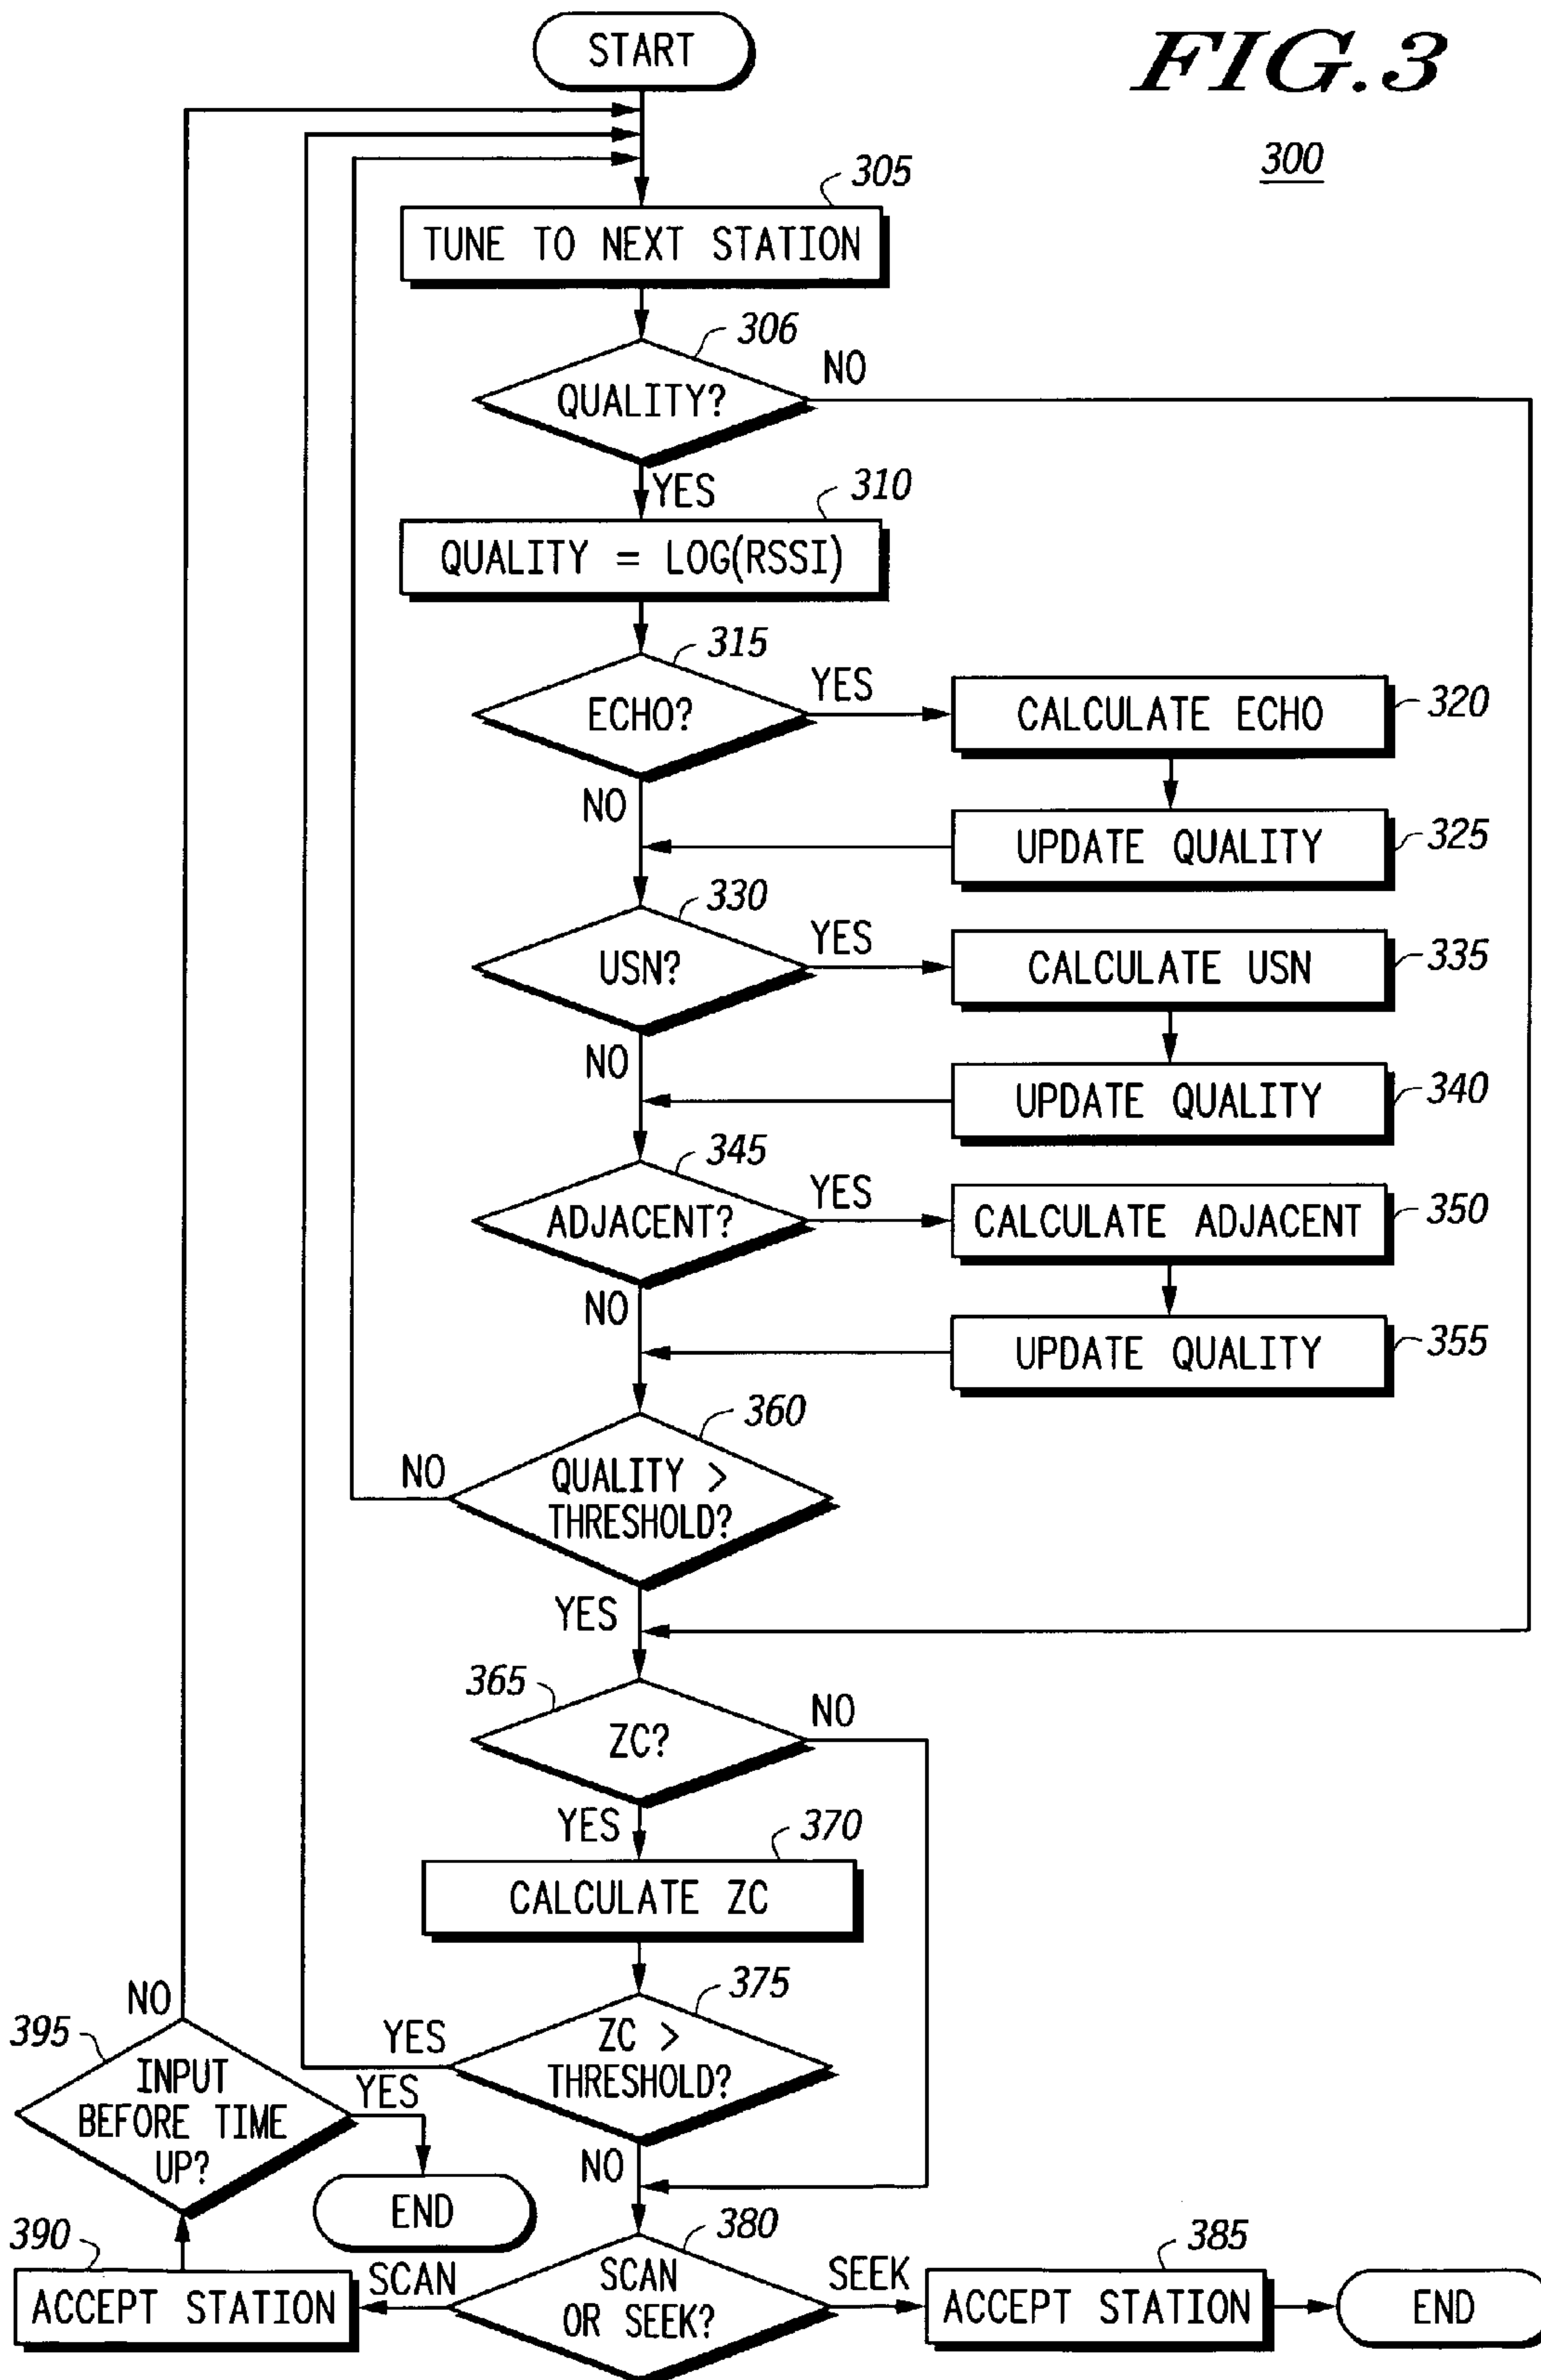 START
FIG.3
300
305
TUNE TO NEXT STATION
306
NO
QUALITY?
YES
310
QUALITY = LOG(RSSI)
315
YES
ECHO?
CALCULATE ECHO
320
NO
UPDATE QUALITY
325
330
YES
USN?
CALCULATE USN
335
NO
UPDATE QUALITY
340
345
YES
ADJACENT?
CALCULATE ADJACENT
350
NO
UPDATE QUALITY
355
360
NO
QUALITY >
THRESHOLD?
YES
365
NO
ZC?
YES
370
CALCULATE ZC
375
YES
ZC >
THRESHOLD?
NO
NO
395
INPUT
BEFORE TIME
UP?
YES
END
380
390
SCAN
ACCEPT STATION
SCAN
OR SEEK?
SEEK
385
ACCEPT STATION
END